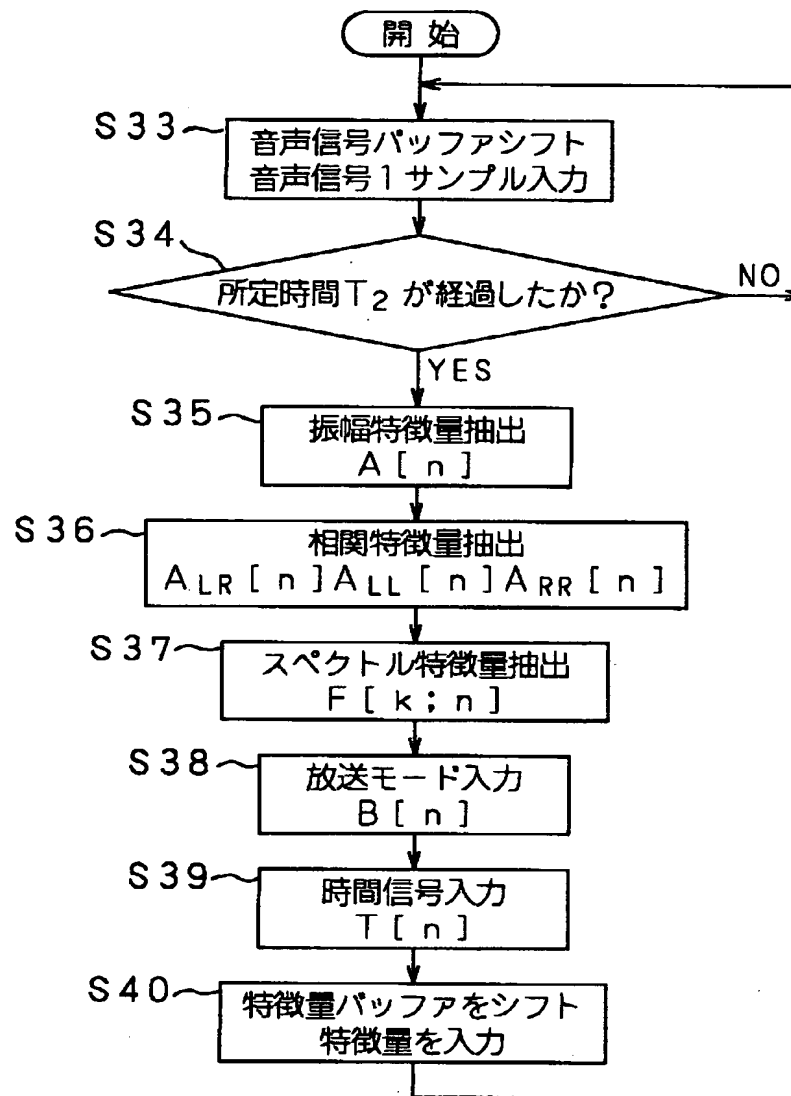 開始
S33
音声信号バッファシフト
音声信号1サンプル入力
S34
所定時間T2 が経過したか?
NO
YES
S35
振幅特徴量抽出
A [ n ]
S36
相関特徴量抽出
ALR [ n ] ALL [ n ] ARR [ n ]
S37
スペクトル特徴量抽出
F [ k ; n ]
S38
放送モード入力
B [ n ]
S39
時間信号入力
T [ n ]
S40
特徴量バッファをシフト
特徴量を入力